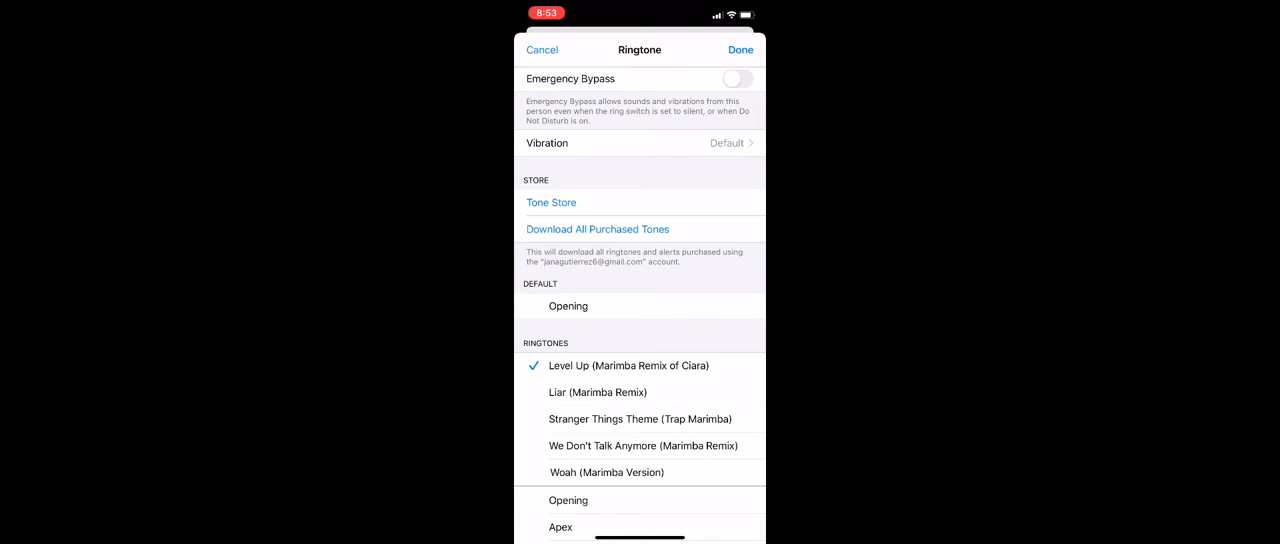 8:53
Cancel
Ringtone
Done
Emergency Bypass
Emergency Bypass allows sounds and vibrations from this
person even when the ring switch is set to silent, or when Do
Not Disturb is on.
Vibration
Default
STORE
Tone Store
Download All Purchased Tones
This will download all ringtones and alerts purchased using
the "janagutierrez6@gmail.com" account.
DEFAULT
Opening
RINGTONES
Level Up (Marimba Remix of Ciara)
Liar (Marimba Remix)
Stranger Things Theme (Trap Marimba)
We Don't Talk Anymore (Marimba Remix)
Woah (Marimba Version)
Opening
Apex